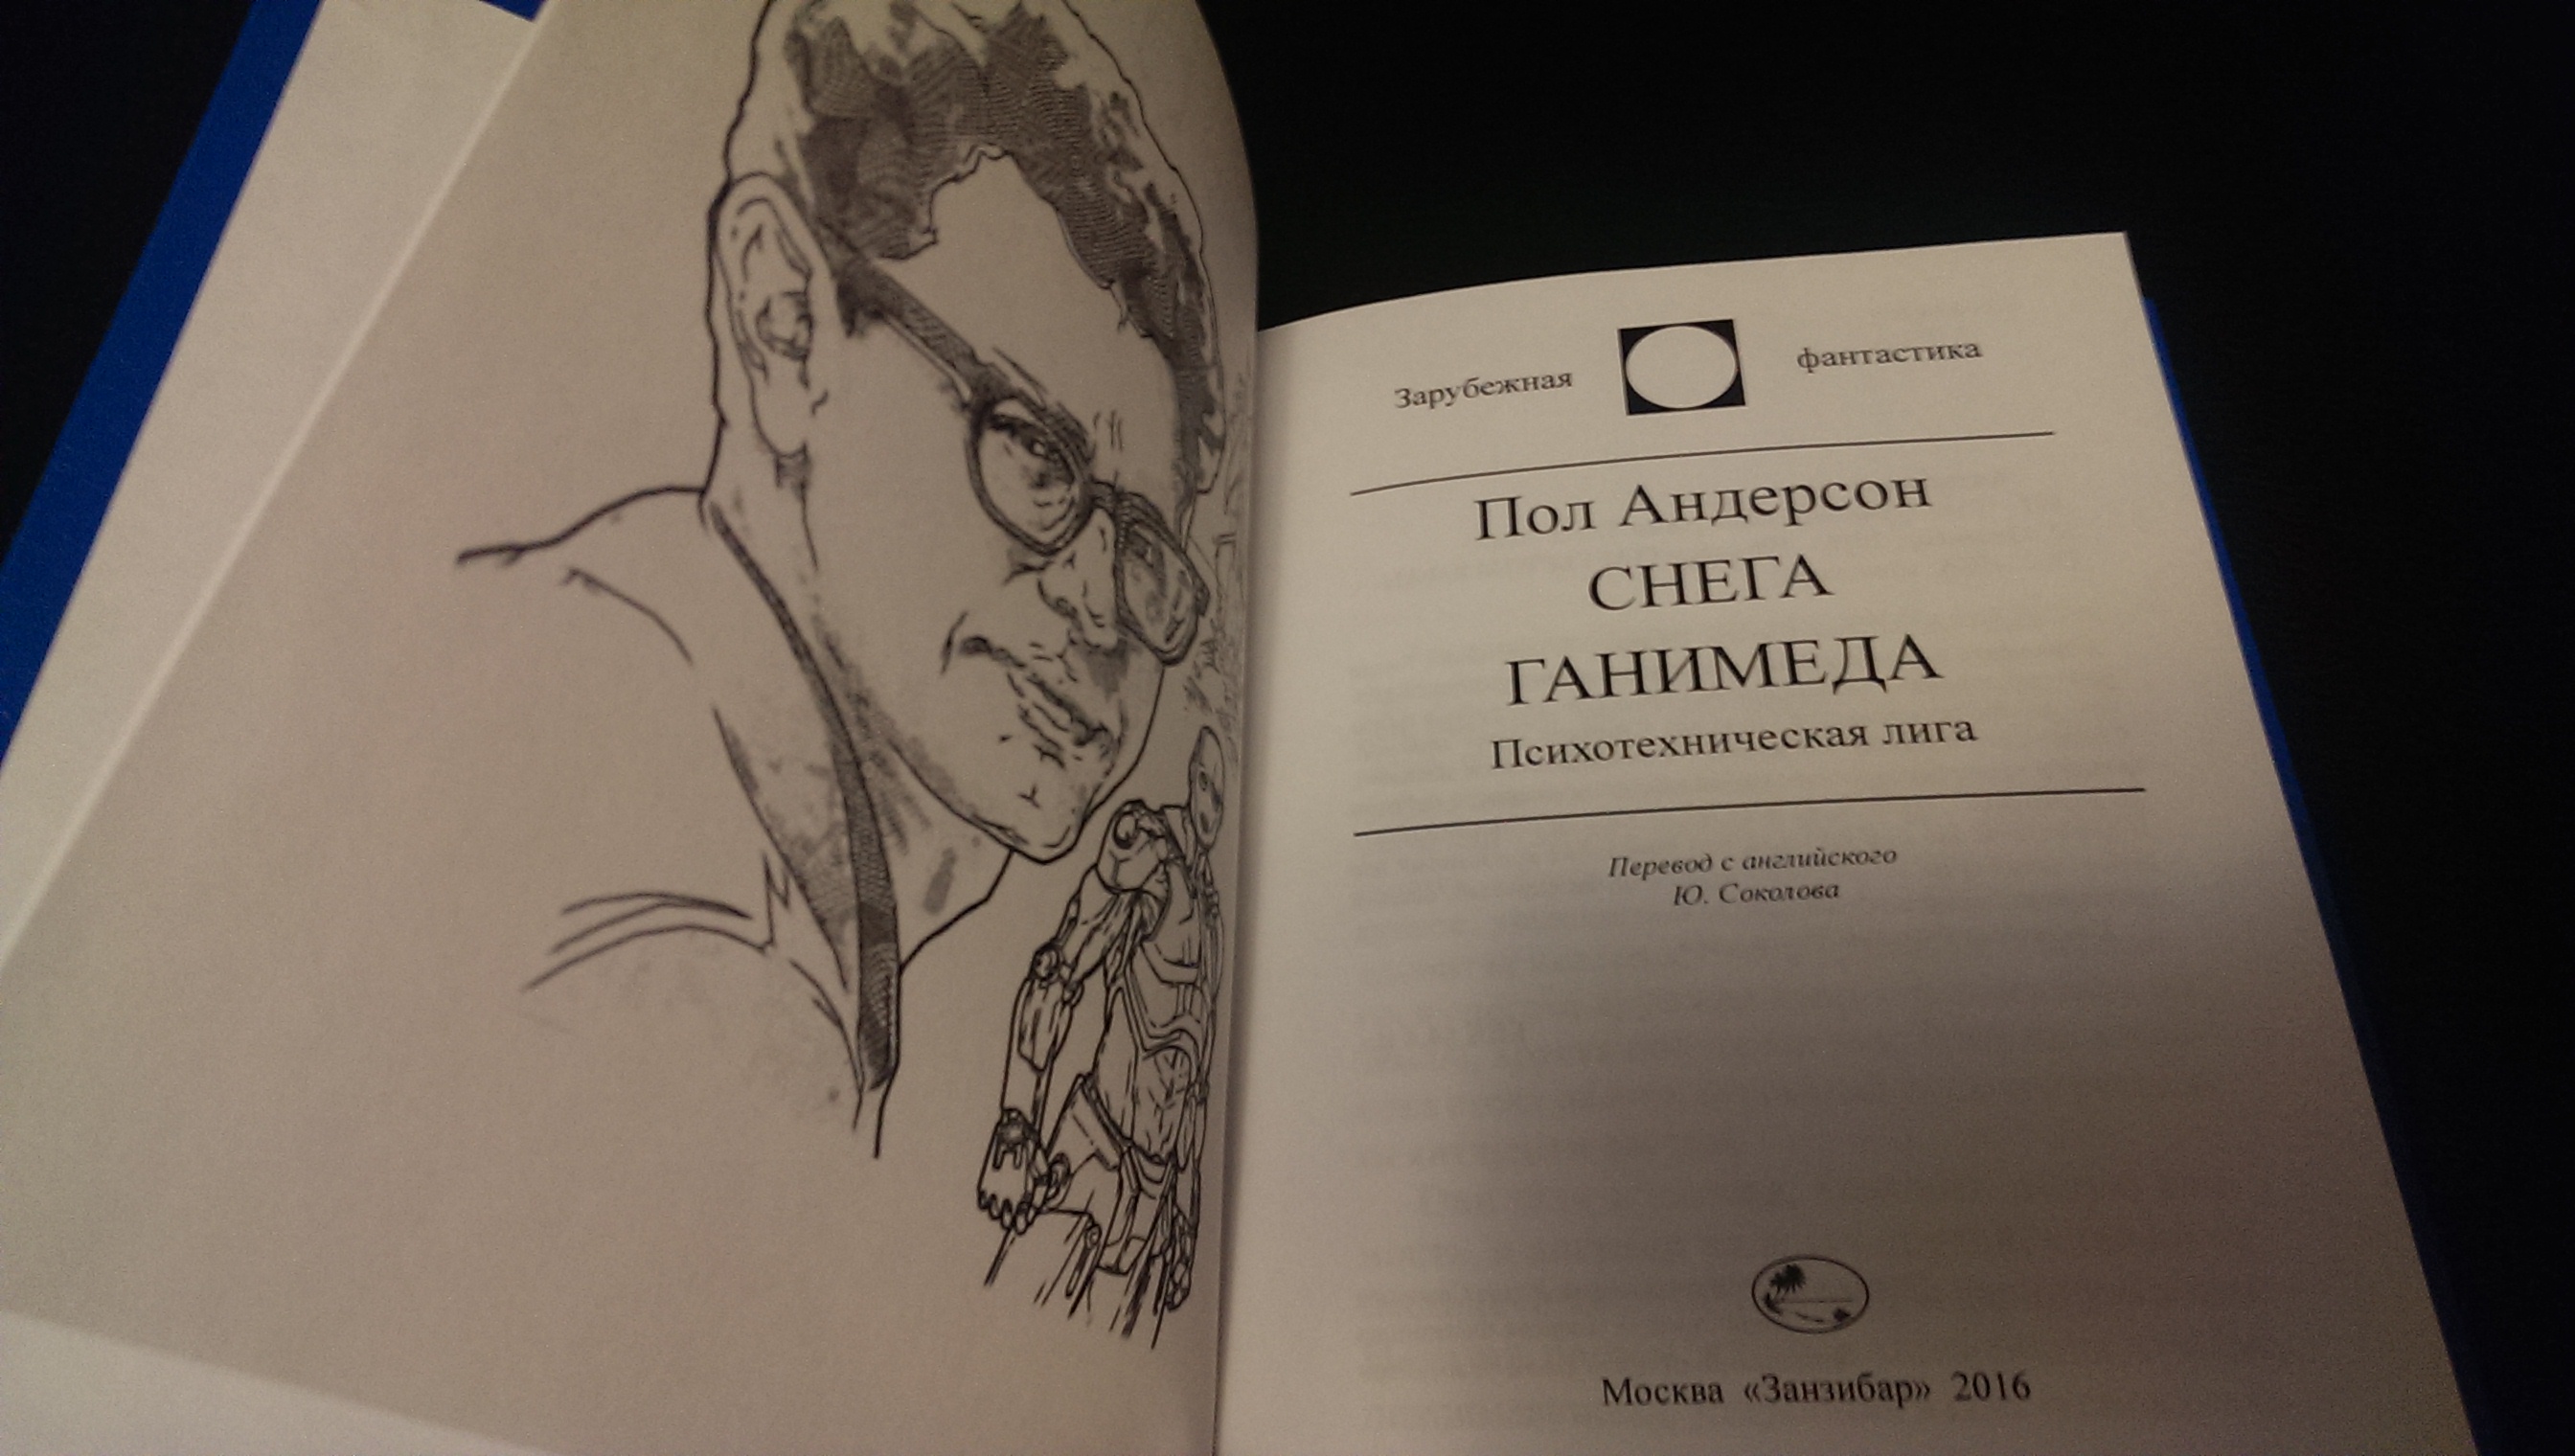 Зарубежная фантастика
Пол Андерсон
СНЕГА
ГАНИМЕДА
Психотехническая лига
Перевод с английского
Ю. Соколова
Москва «Занзибар» 2016